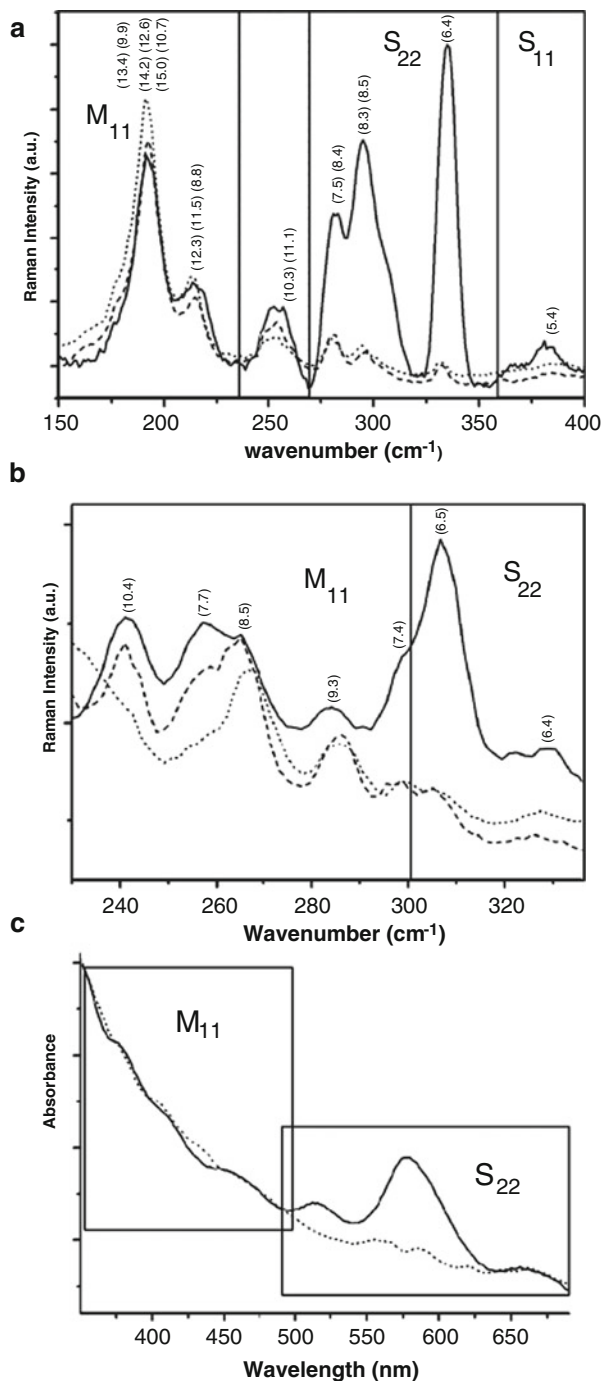 a
(13.4) (9.9)
(14.2) (12.6)
(15.0) (10.7)
M11
(12.3) (11.5) (8.8)
(10.3) (11.1)
S22
(7.5) (8.4)
(8.3) (8.5)
(6.4)
S11
(5.4)
Raman Intensity (a.u.)
150 200 250 300 350 400
wavenumber (cm-1)
b
(10.4)
(7.7)
(8.5)
M11
(9.3)
(7.4)
(6.5)
S22
(6.4)
Raman Intensity (a.u.)
240 260 280 300 320
Wavenumber (cm-1)
c
M11
S22
Absorbance
400 450 500 550 600 650
Wavelength (nm)